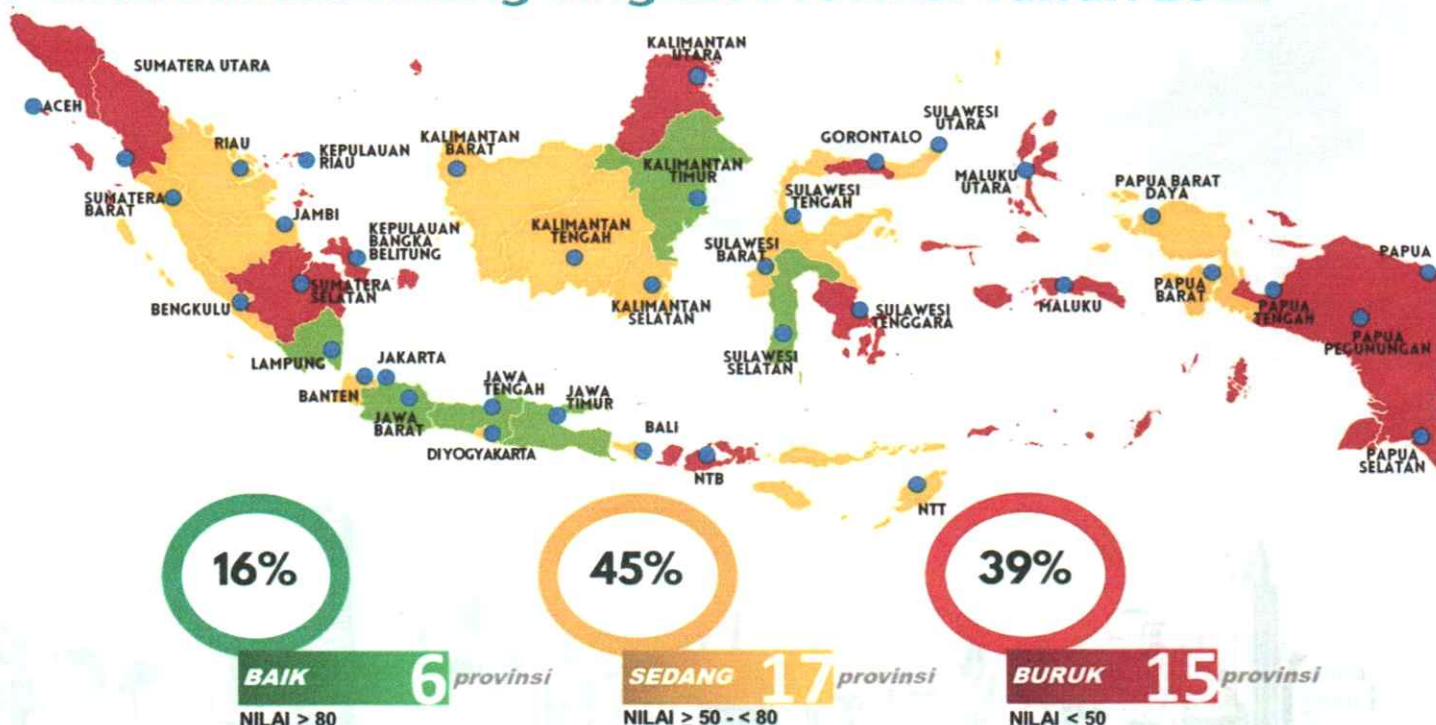 SUMATERA UTARA
ACEH
RIAU
KEPULAUAN
RIAU
SUMATERA
BARAT
JAMBI
KEPULAUAN
BANGKA
BELITUNG
SUMATERA
SELATAN
BENGKULU
LAMPUNG
JAKARTA
BANTEN
JAWA
BARAT
JAWA
TENGAH
JAWA
TIMUR
DIYOGYAKARTA
BALI
NTB
NTT
KALIMANTAN
UTARA
KALIMANTAN
BARAT
KALIMANTAN
TIMUR
KALIMANTAN
TENGAH
KALIMANTAN
SELATAN
GORONTALO
SULAWESI
UTARA
SULAWESI
TENGAH
SULAWESI
BARAT
SULAWESI
TENGGARA
SULAWESI
SELATAN
MALUKU
UTARA
MALUKU
PAPUA BARAT
DAYA
PAPUA
BARAT
PAPUA
PAPUA
TENGAH
PAPUA
PEGUNUNGAN
PAPUA
SELATAN
16%
45%
39%
BAIK 6 provinsi
NILAI > 80
SEDANG 17 provinsi
NILAI > 50 - < 80
BURUK 15 provinsi
NILAI < 50